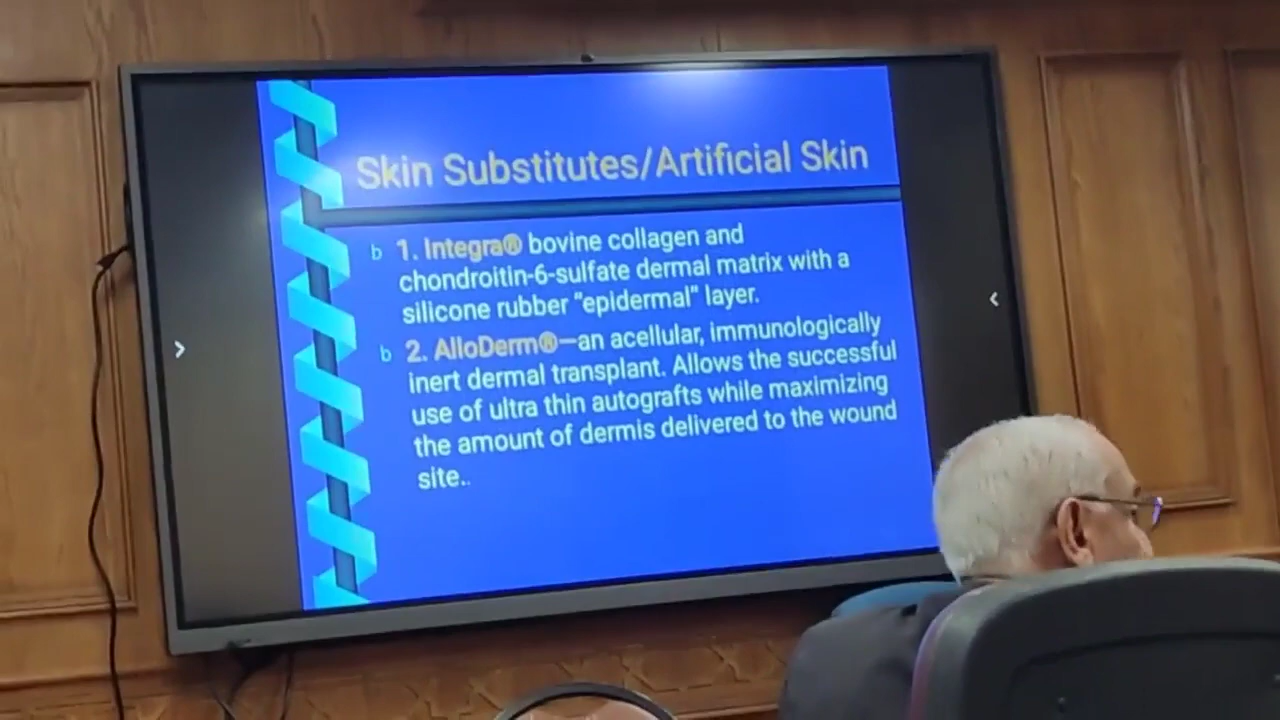 Skin Substitutes/Artificial Skin
b 1. Integra® bovine collagen and
chondroitin-6-sulfate dermal matrix with a
silicone rubber "epidermal" layer.
b 2. AlloDerm®—an acellular, immunologically
inert dermal transplant. Allows the successful
use of ultra thin autografts while maximizing
the amount of dermis delivered to the wound
site..